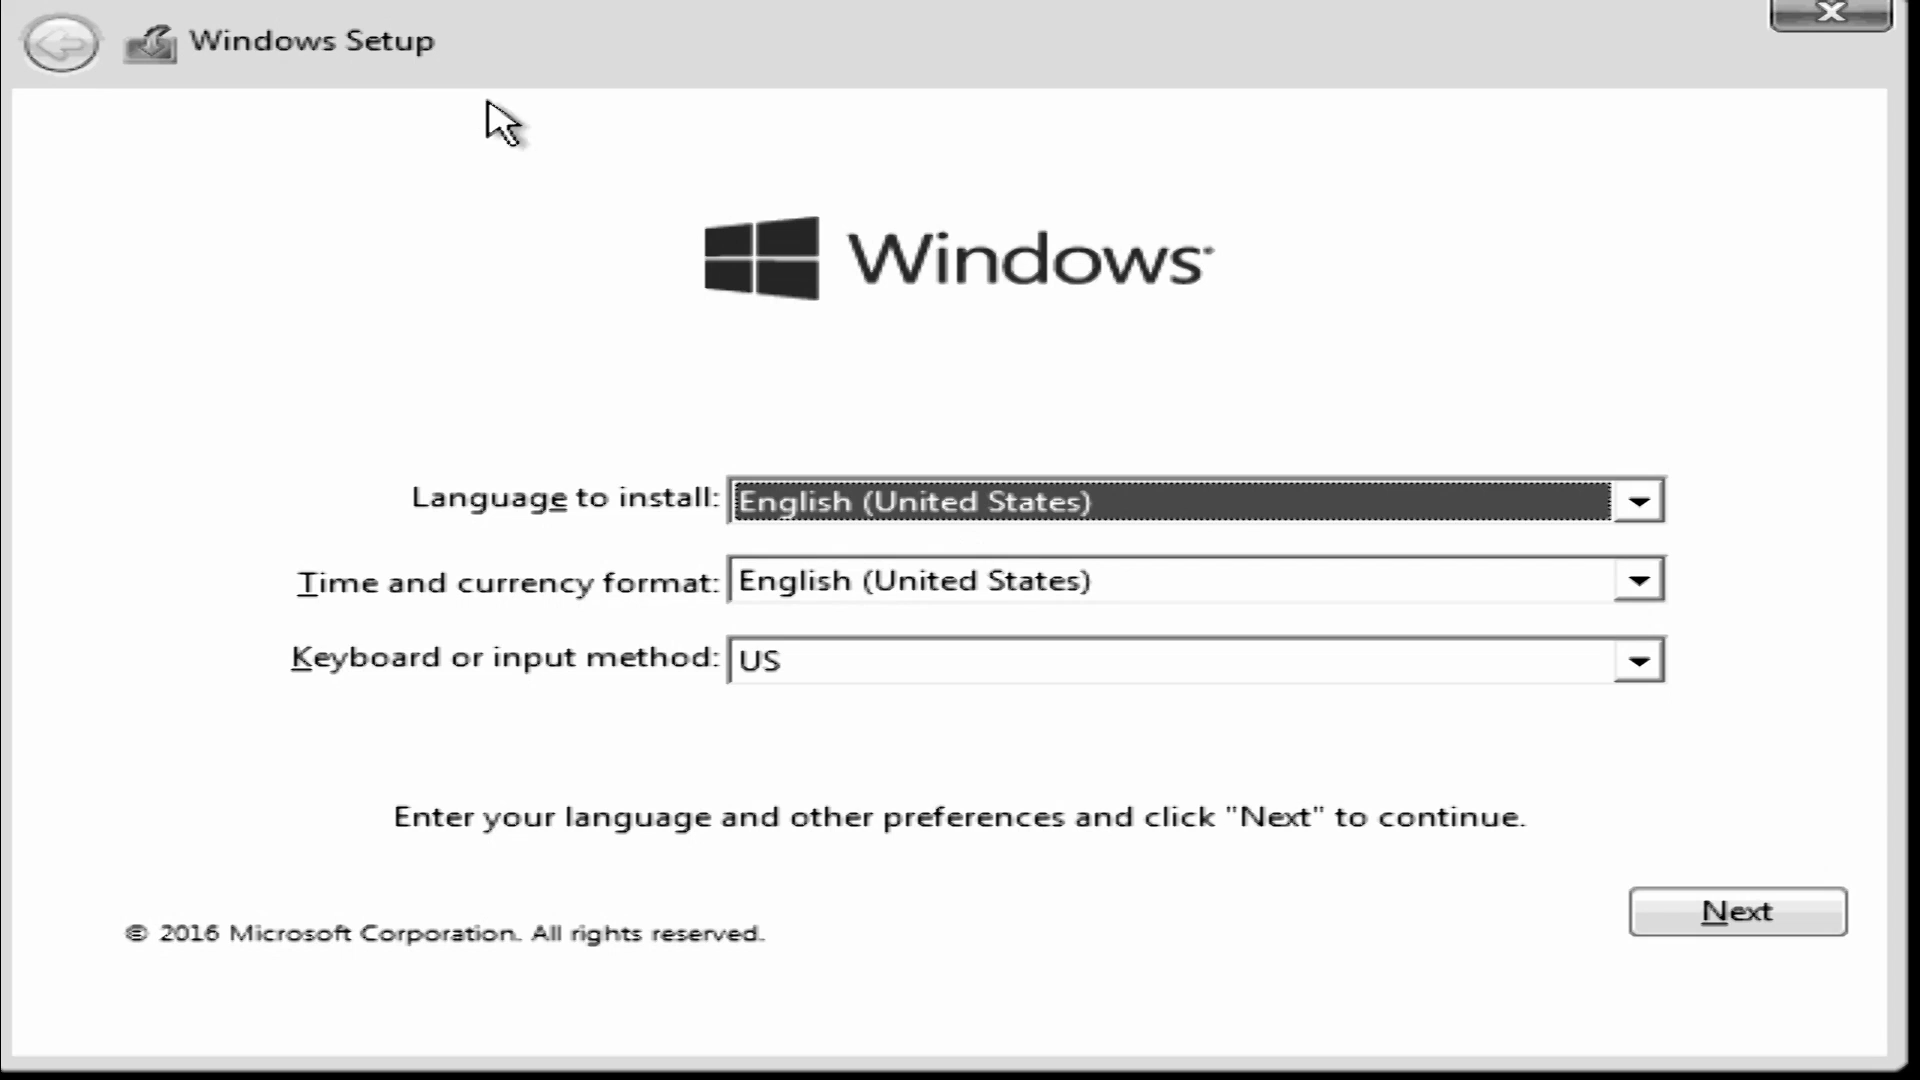 Windows Setup
Windows
Language to install: English (United States)
Time and currency format: English (United States)
Keyboard or input method: US
Enter your language and other preferences and click "Next" to continue.
Next
© 2016 Microsoft Corporation. All rights reserved.